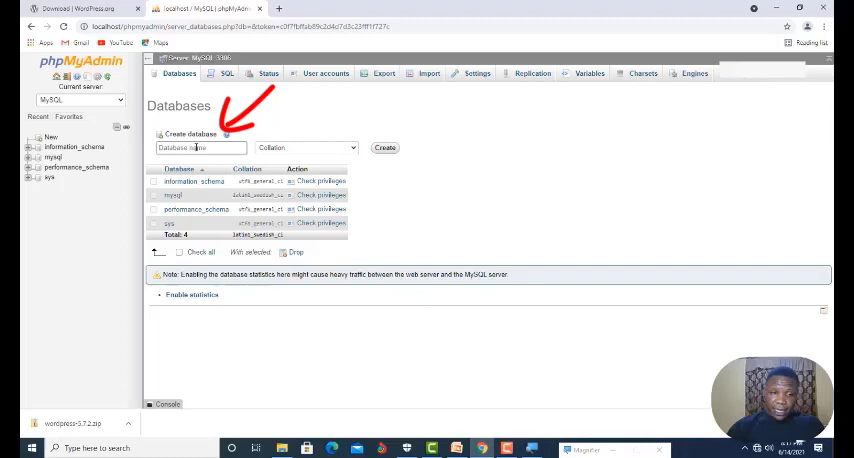 Download | WordPress.org
localhost / MySQL | phpMyAdmin
localhost/phpmyadmin/server_databases.php?db=&token=c0f7fbffab89c24dd2d7d3c23fff1f727c
Apps
Gmail
YouTube
Maps
Reading list
phpMyAdmin
Current server:
MySQL
Recent
Favorites
New
information_schema
mysql
performance_schema
sys
Server: MySQL:3306
Databases
SQL
Status
User accounts
Export
Import
Settings
Replication
Variables
Charsets
Engines
Databases
Create database
Database name
Collation
Create
Database
Collation
Action
information_schema
utf8_general_ci
Check privileges
mysql
latin1_swedish_ci
Check privileges
performance_schema
utf8_general_ci
Check privileges
sys
utf8_general_ci
Check privileges
Total: 4
latin1_swedish_ci
Check all
With selected:
Drop
Note: Enabling the database statistics here might cause heavy traffic between the web server and the MySQL server.
Enable statistics
Console
wordpress-5.7.2.zip
Type here to search
Magnifier
6/14/2021